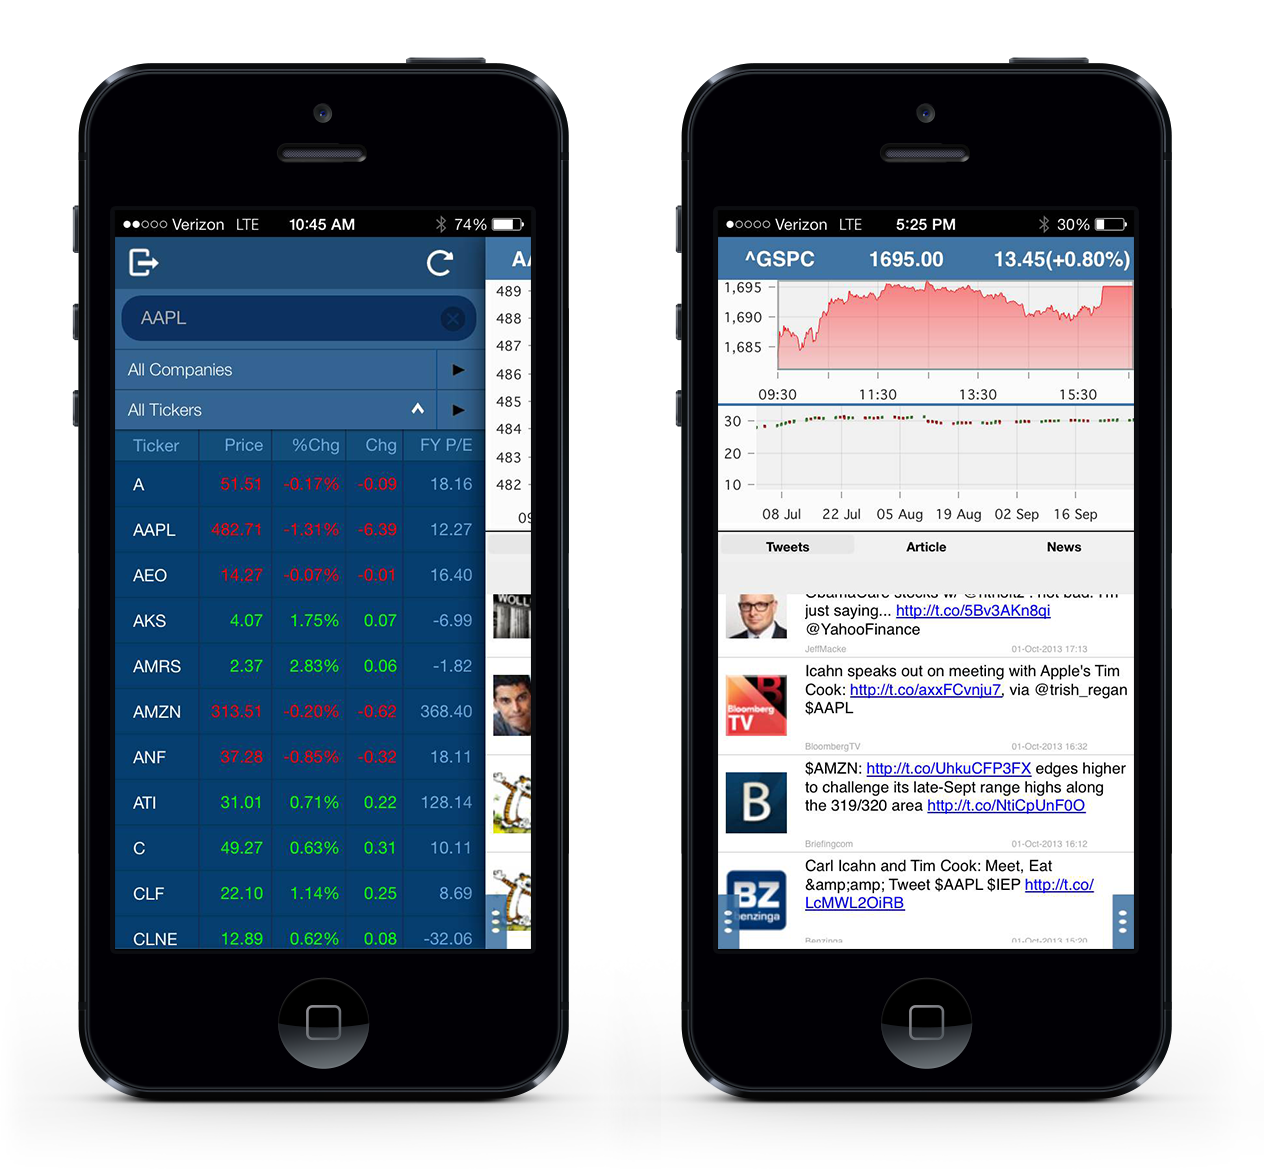 Verizon LTE 10:45 AM 74%
AAPL
All Companies
All Tickers
Ticker Price %Chg Chg FY P/E
A 51.51 -0.17% -0.09 18.16
AAPL 482.71 -1.31% -6.39 12.27
AEO 14.27 -0.07% -0.01 16.40
AKS 4.07 1.75% 0.07 -6.99
AMRS 2.37 2.83% 0.06 -1.82
AMZN 313.51 -0.20% -0.62 368.40
ANF 37.28 -0.85% -0.32 18.11
ATI 31.01 0.71% 0.22 128.14
C 49.27 0.63% 0.31 10.11
CLF 22.10 1.14% 0.25 8.69
CLNE 12.89 0.62% 0.08 -32.06
489
488
487
486
485
484
483
482
Verizon LTE 5:25 PM 30%
^GSPC 1695.00 13.45(+0.80%)
1,695
1,690
1,685
09:30 11:30 13:30 15:30
30
20
10
08 Jul 22 Jul 05 Aug 19 Aug 02 Sep 16 Sep
Tweets Article News
just saying... http://t.co/5Bv3AKn8qi
@YahooFinance
JeffMacke 01-Oct-2013 17:13
Icahn speaks out on meeting with Apple's Tim
Cook: http://t.co/axxFCvnju7, via @trish_regan
$AAPL
Bloomberg
TV
BloombergTV 01-Oct-2013 16:32
$AMZN: http://t.co/UhkuCFP3FX edges higher
to challenge its late-Sept range highs along
the 319/320 area http://t.co/NtiCpUnF0O
B
Briefingcom 01-Oct-2013 16:12
Carl Icahn and Tim Cook: Meet, Eat
&amp;amp; Tweet $AAPL $IEP http://t.co/
LcMWL2OiRB
BZ
benzinga
Benzinga 01-Oct-2013 15:20